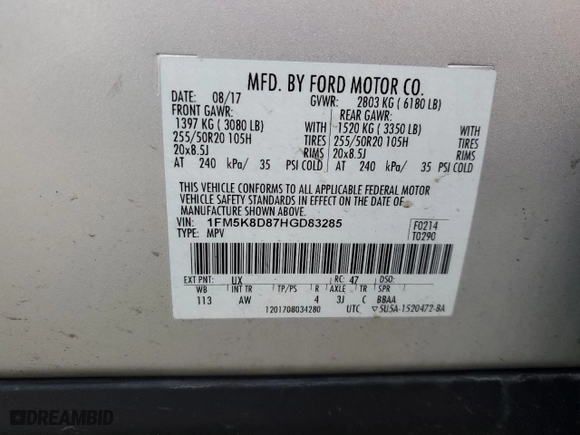 MFD. BY FORD MOTOR CO.
DATE: 08/17 GVWR: 2803 KG ( 6180 LB)
FRONT GAWR: REAR GAWR:
1397 KG ( 3080 LB) WITH 1520 KG ( 3350 LB) WITH
255/50R20 105H TIRES 255/50R20 105H TIRES
20x8.5J RIMS 20x8.5J RIMS
AT 240 kPa/ 35 PSI COLD AT 240 kPa/ 35 PSI COLD
THIS VEHICLE CONFORMS TO ALL APPLICABLE FEDERAL MOTOR
VEHICLE SAFETY STANDARDS IN EFFECT ON THE DATE OF
MANUFACTURE SHOWN ABOVE.
VIN: 1FM5K8D87HGD83285 F0214
TYPE: MPV T0290
EXT PNT: UX RC: 47 DSO:
WB INT TR TP/PS R AXLE TR SPR
113 AW 4 3J C BBAA
1201708034280 UTC ▽5USA-1520472-BA
DREAMBID